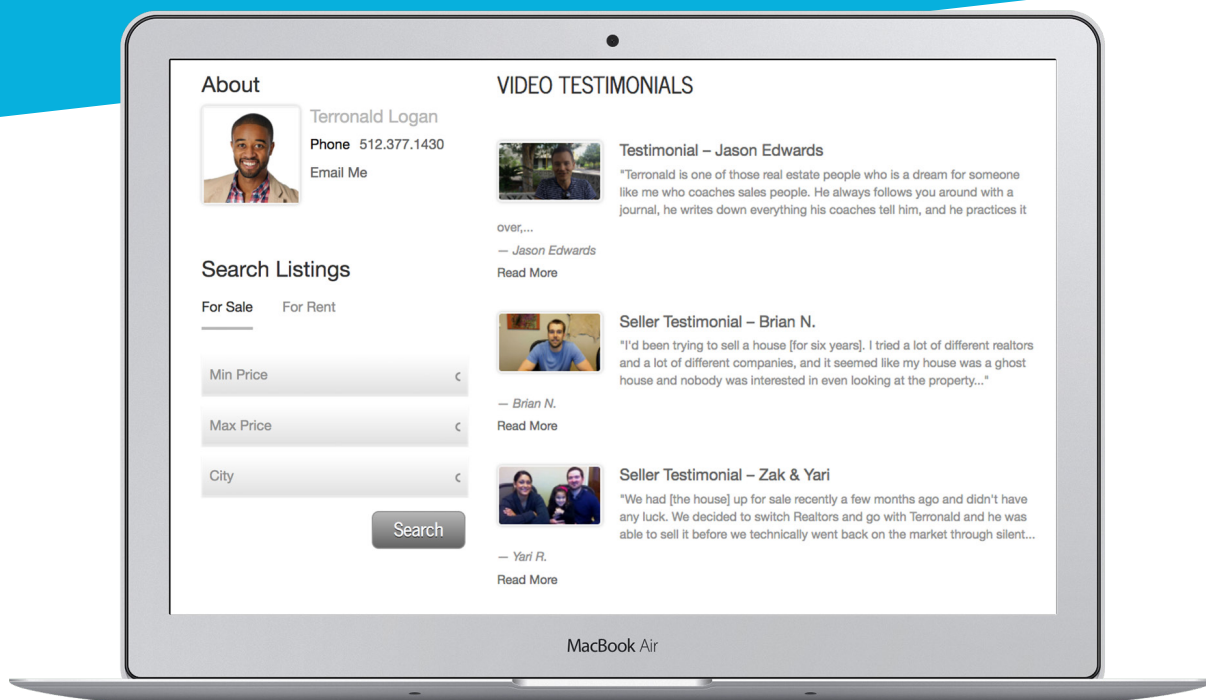 About
Terronald Logan
Phone 512.377.1430
Email Me
Search Listings
For Sale For Rent
Min Price
Max Price
City
Search
VIDEO TESTIMONIALS
Testimonial – Jason Edwards
"Terronald is one of those real estate people who is a dream for someone
like me who coaches sales people. He always follows you around with a
journal, he writes down everything his coaches tell him, and he practices it
over,...
— Jason Edwards
Read More
Seller Testimonial – Brian N.
"I'd been trying to sell a house [for six years]. I tried a lot of different realtors
and a lot of different companies, and it seemed like my house was a ghost
house and nobody was interested in even looking at the property..."
— Brian N.
Read More
Seller Testimonial – Zak & Yari
"We had [the house] up for sale recently a few months ago and didn't have
any luck. We decided to switch Realtors and go with Terronald and he was
able to sell it before we technically went back on the market through silent...
— Yari R.
Read More
MacBook Air